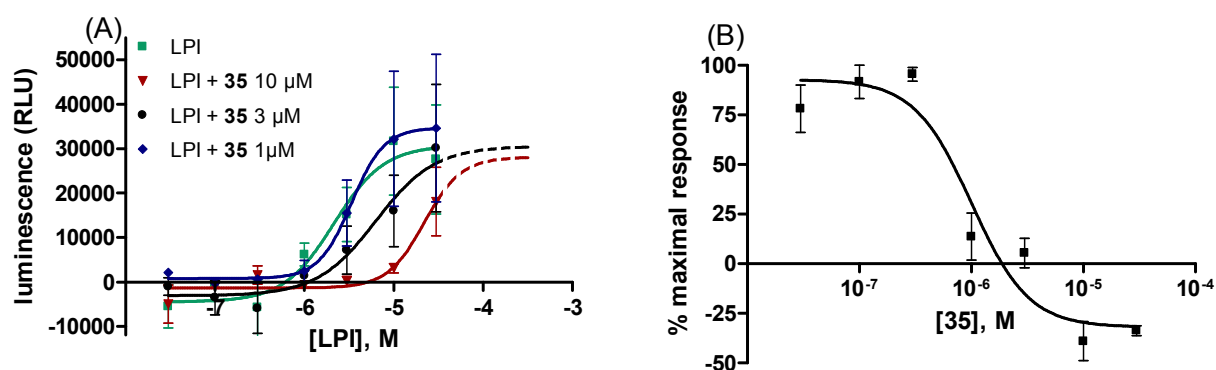 (A)
LPI
LPI + 35 10 µM
LPI + 35 3 µM
LPI + 35 1µM
luminescence (RLU)
50000
40000
30000
20000
10000
0
-10000
-7
-6
-5
-4
-3
[LPI], M
(B)
% maximal response
100
75
50
25
0
-25
-50
10-7
10-6
10-5
10-4
[35], M